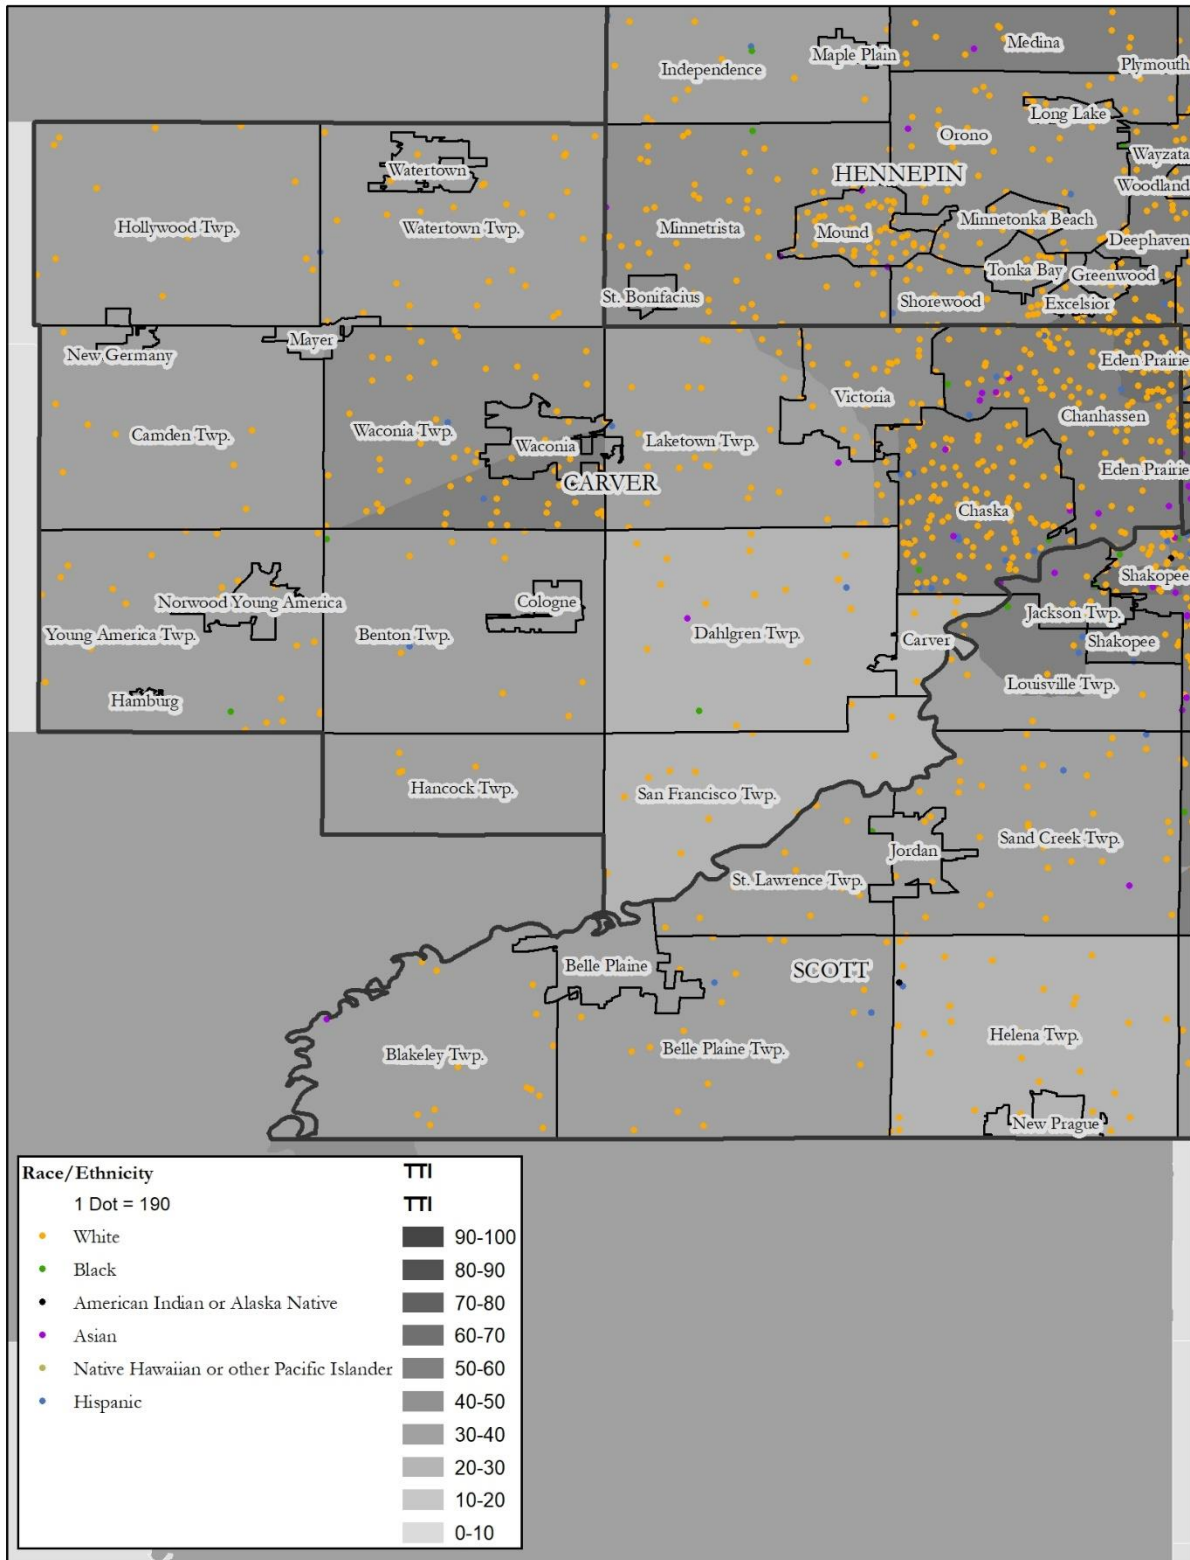 Medina
Maple Plain
Plymouth
Independence
Long Lake
Orono
Wayzata
Watertown
HENNEPIN
Woodland
Minnetonka Beach
Hollywood Twp.
Watertown Twp.
Minnetrista
Mound
Deephaven
Tonka Bay
Greenwood
St. Bonifacius
Shorewood
Excelsior
Mayer
New Germany
Eden Prairie
Victoria
Chanhassen
Camden Twp.
Waconia Twp.
Waconia
Laketown Twp.
Eden Prairie
CARVER
Chaska
Shakopee
Norwood Young America
Cologne
Jackson Twp.
Young America Twp.
Benton Twp.
Dahlgren Twp.
Carver
Shakopee
Louisville Twp.
Hamburg
Hancock Twp.
San Francisco Twp.
Sand Creek Twp.
Jordan
St. Lawrence Twp.
Belle Plaine
SCOTT
Helena Twp.
Blakeley Twp.
Belle Plaine Twp.
New Prague
Race/Ethnicity
1 Dot = 190
White
Black
American Indian or Alaska Native
Asian
Native Hawaiian or other Pacific Islander
Hispanic
TTI
TTI
90-100
80-90
70-80
60-70
50-60
40-50
30-40
20-30
10-20
0-10